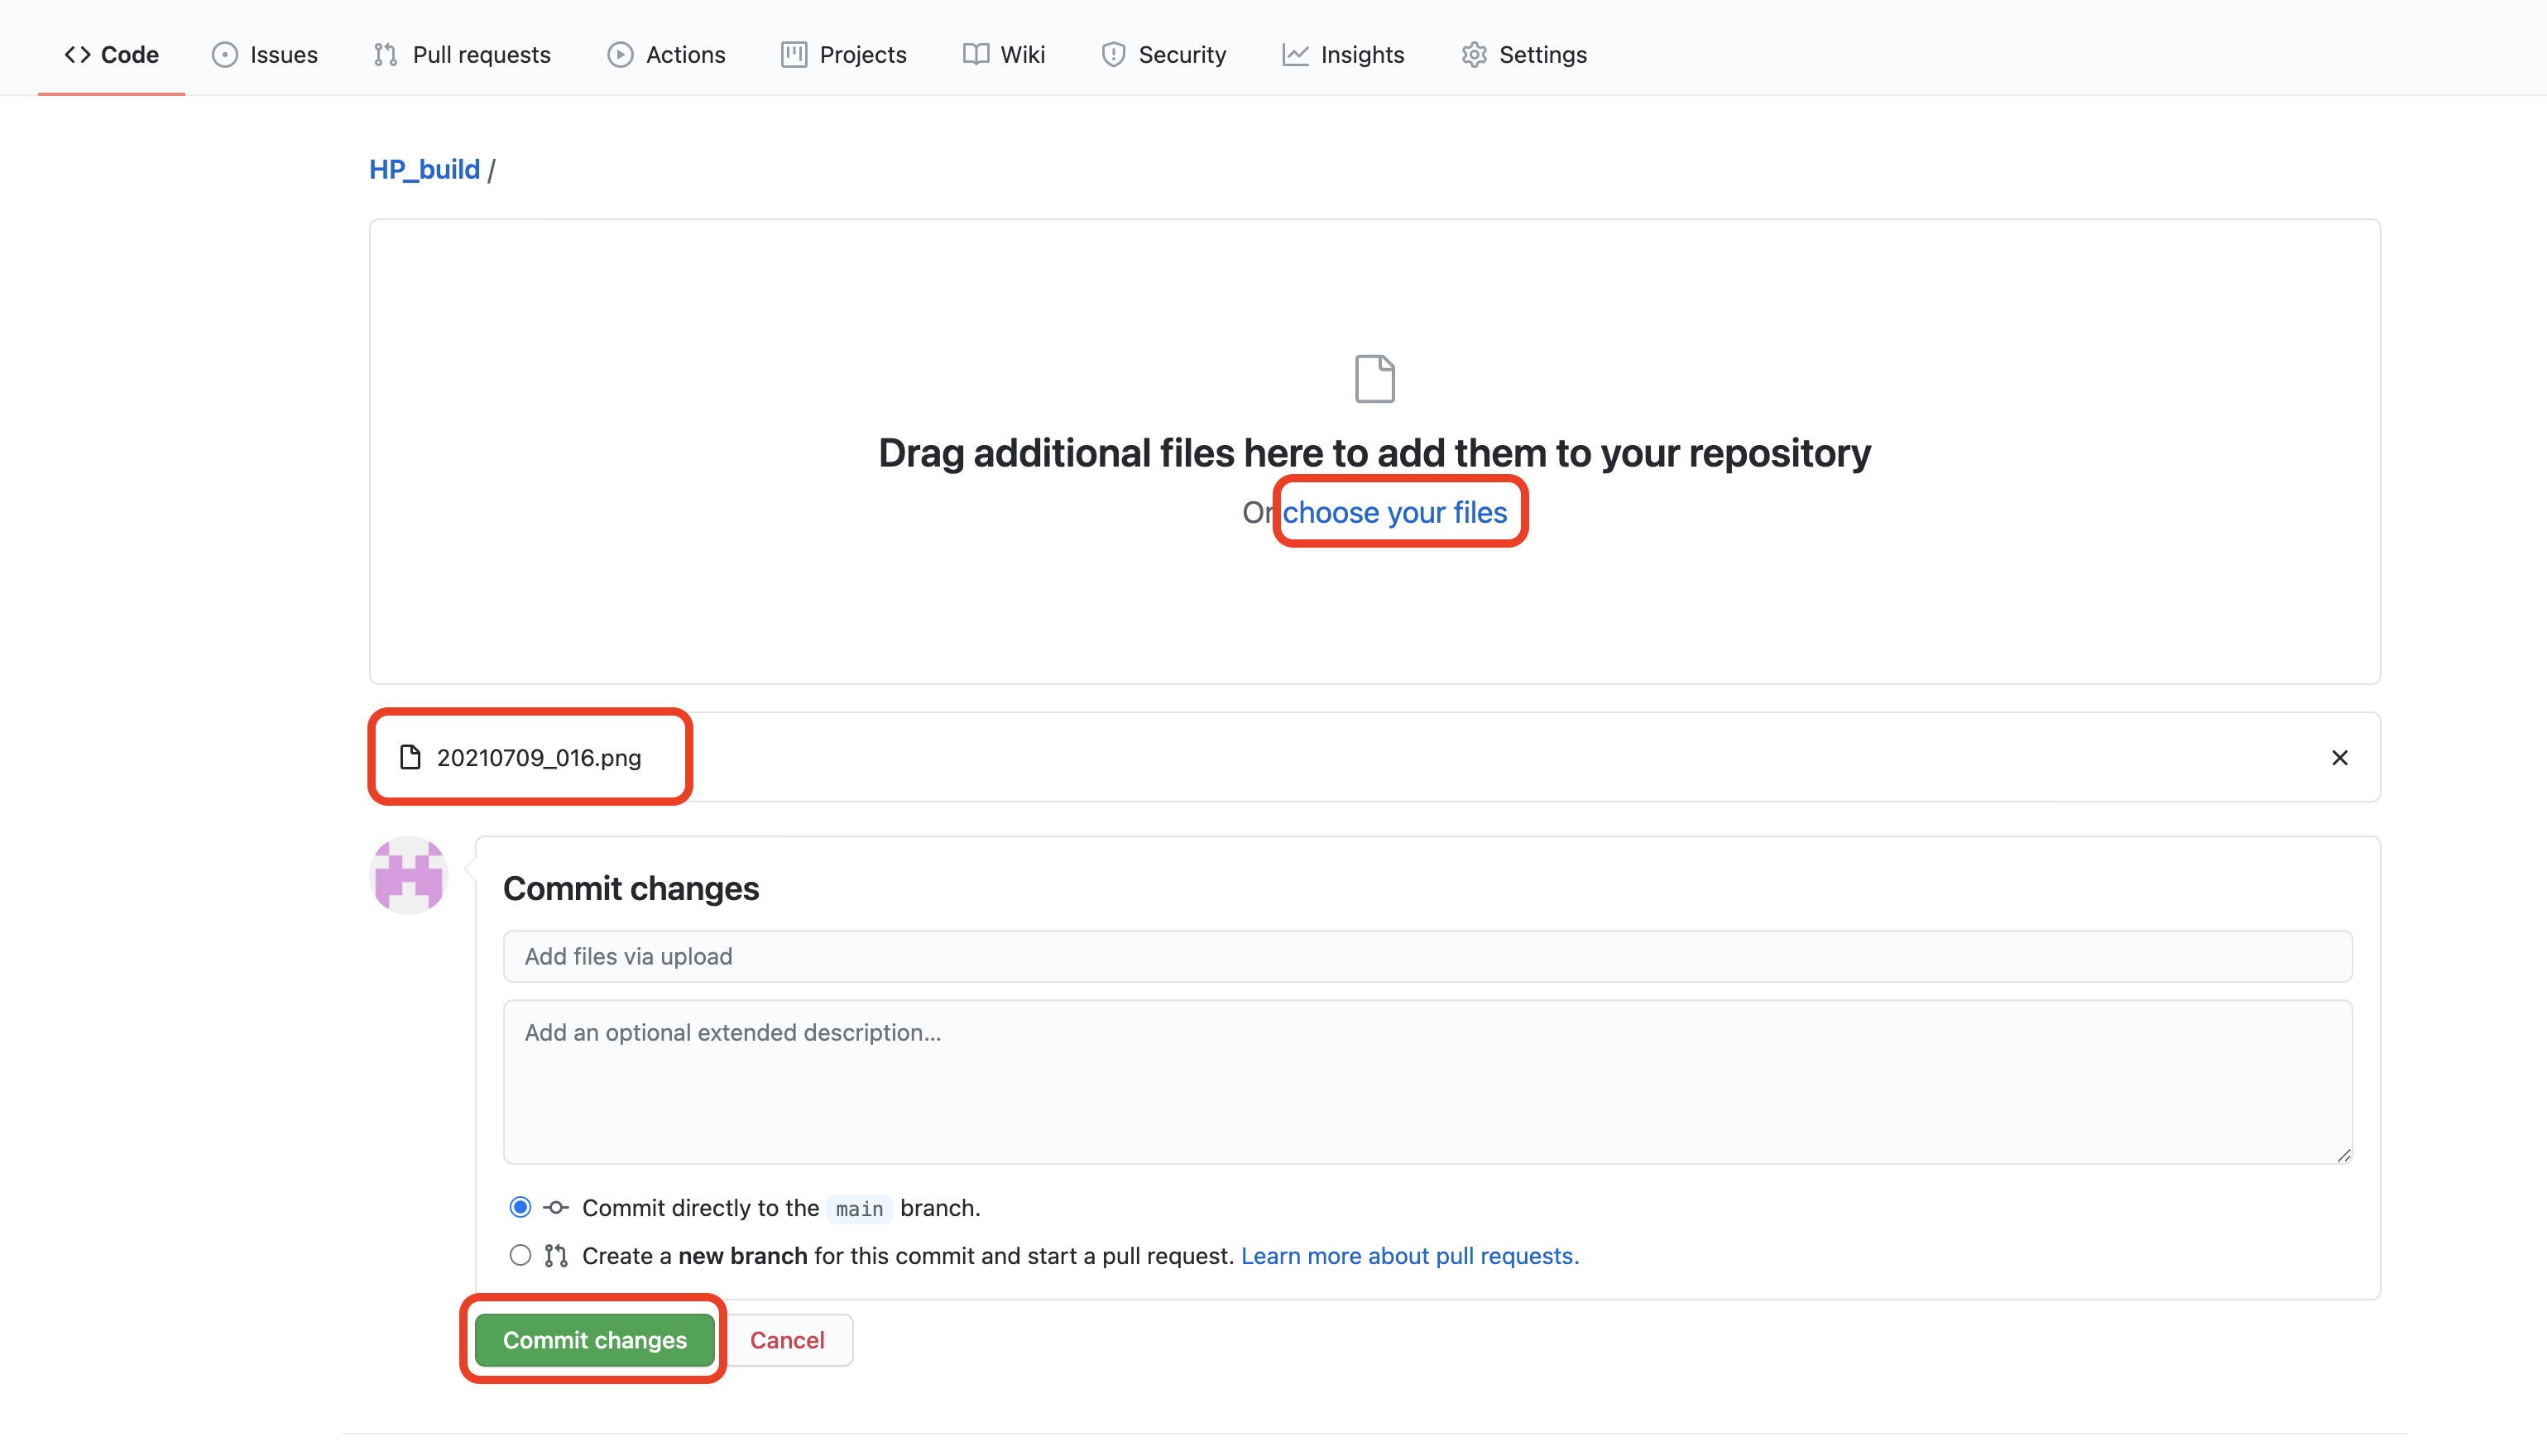 Code Issues Pull requests Actions Projects Wiki Security Insights Settings
HP_build /
Drag additional files here to add them to your repository
Or choose your files
20210709_016.png
Commit changes
Add files via upload
Add an optional extended description...
Commit directly to the main branch.
Create a new branch for this commit and start a pull request. Learn more about pull requests.
Commit changes Cancel